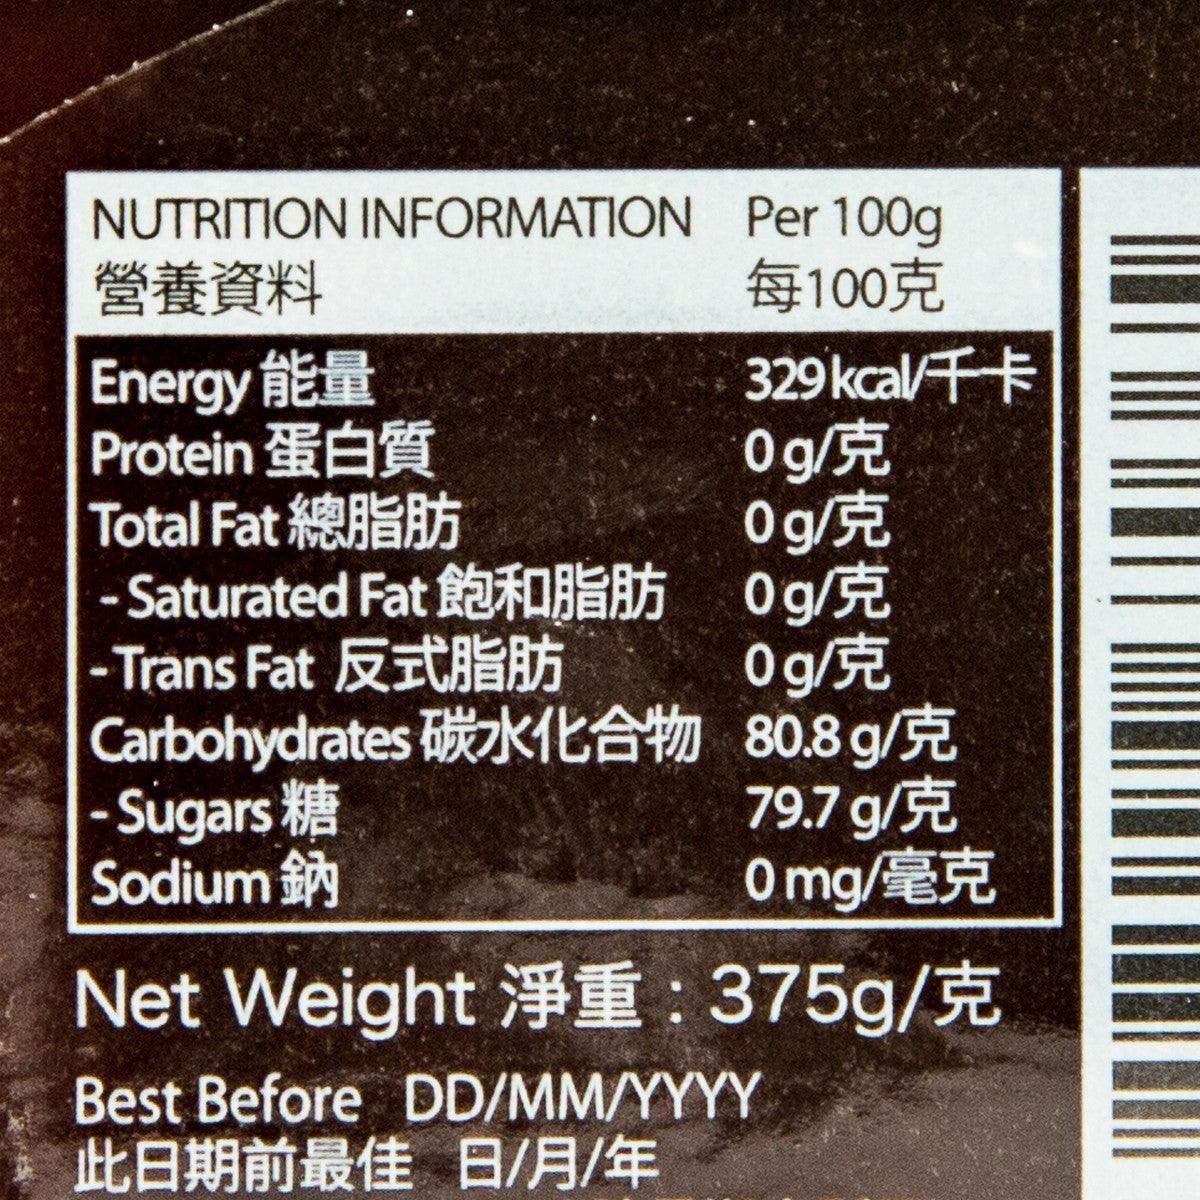 NUTRITION INFORMATION Per 100g
營養資料 每100克
Energy 能量 329 kcal/千卡
Protein 蛋白質 0 g/克
Total Fat 總脂肪 0 g/克
- Saturated Fat 飽和脂肪 0 g/克
- Trans Fat 反式脂肪 0 g/克
Carbohydrates 碳水化合物 80.8 g/克
- Sugars 糖 79.7 g/克
Sodium 鈉 0 mg/毫克
Net Weight 淨重 : 375g/克
Best Before DD/MM/YYYY
此日期前最佳 日/月/年